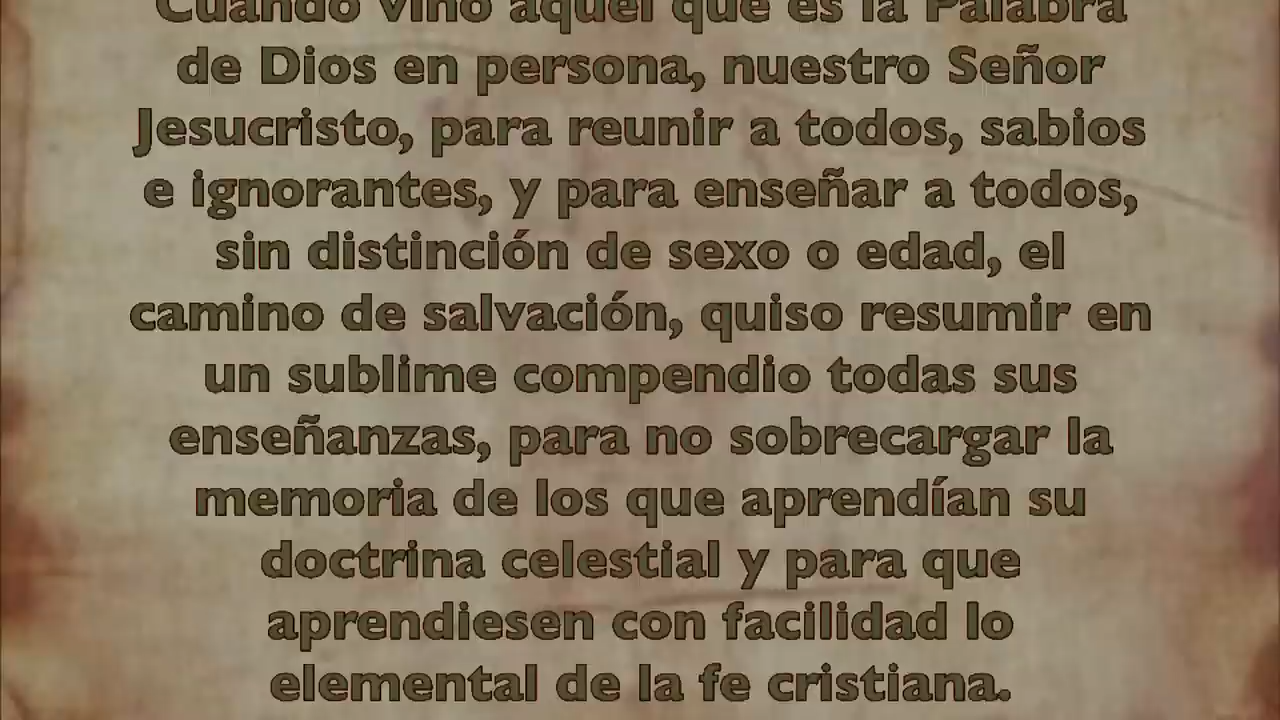 Cuando vino aquel que es la Palabra
de Dios en persona, nuestro Señor
Jesucristo, para reunir a todos, sabios
e ignorantes, y para enseñar a todos,
sin distinción de sexo o edad, el
camino de salvación, quiso resumir en
un sublime compendio todas sus
enseñanzas, para no sobrecargar la
memoria de los que aprendían su
doctrina celestial y para que
aprendiesen con facilidad lo
elemental de la fe cristiana.